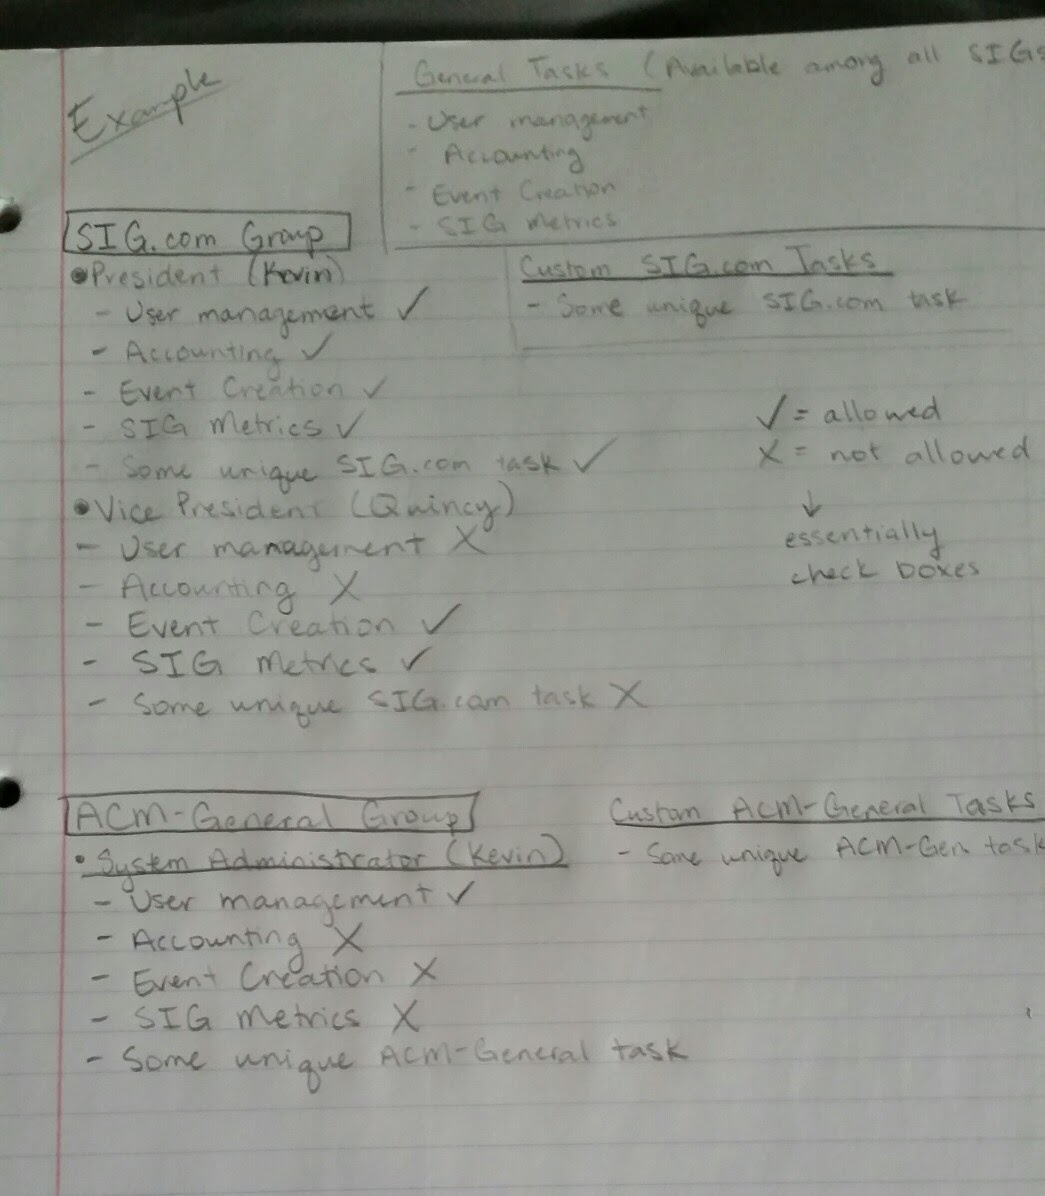 Example
General Tasks (Available among all SIGs
- User management
- Accounting
- Event Creation
- SIG Metrics
SIG.com Group
Custom SIG.com Tasks
- Some unique SIG.com task
• President (Kevin)
- User management ✓
- Accounting ✓
- Event Creation ✓
- SIG Metrics ✓
- Some unique SIG.com task ✓
✓ = allowed
X = not allowed
↓
essentially
check boxes
• Vice President (Quincy)
- User management X
- Accounting X
- Event Creation ✓
- SIG Metrics ✓
- Some unique SIG.com task X
ACM-General Group
• System Administrator (Kevin)
- User management ✓
- Accounting X
- Event Creation X
- SIG Metrics X
- Some unique ACM-General task
Custom ACM-General Tasks
- Some unique ACM-Gen task